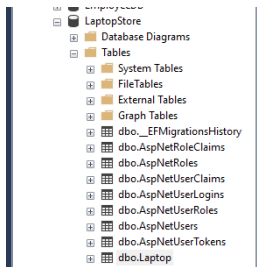 EmployeeDB
LaptopStore
Database Diagrams
Tables
System Tables
FileTables
External Tables
Graph Tables
dbo.__EFMigrationsHistory
dbo.AspNetRoleClaims
dbo.AspNetRoles
dbo.AspNetUserClaims
dbo.AspNetUserLogins
dbo.AspNetUserRoles
dbo.AspNetUsers
dbo.AspNetUserTokens
dbo.Laptop